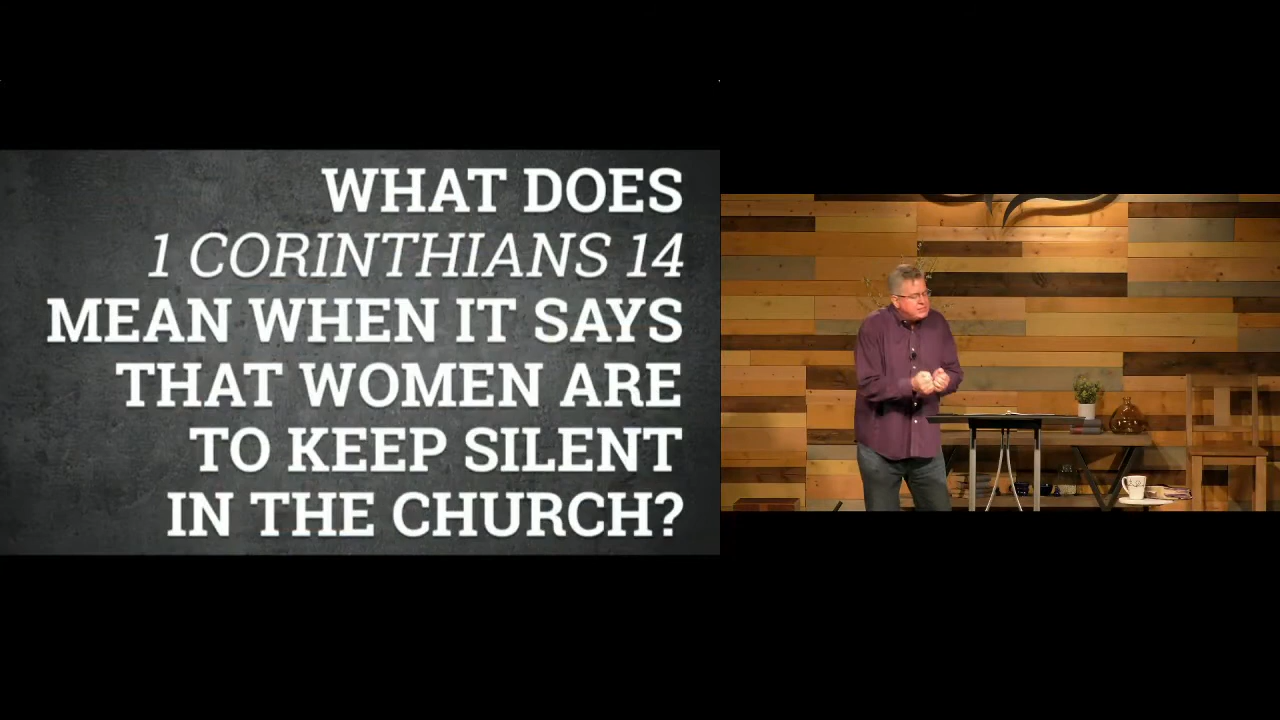 WHAT DOES
1 CORINTHIANS 14
MEAN WHEN IT SAYS
THAT WOMEN ARE
TO KEEP SILENT
IN THE CHURCH?